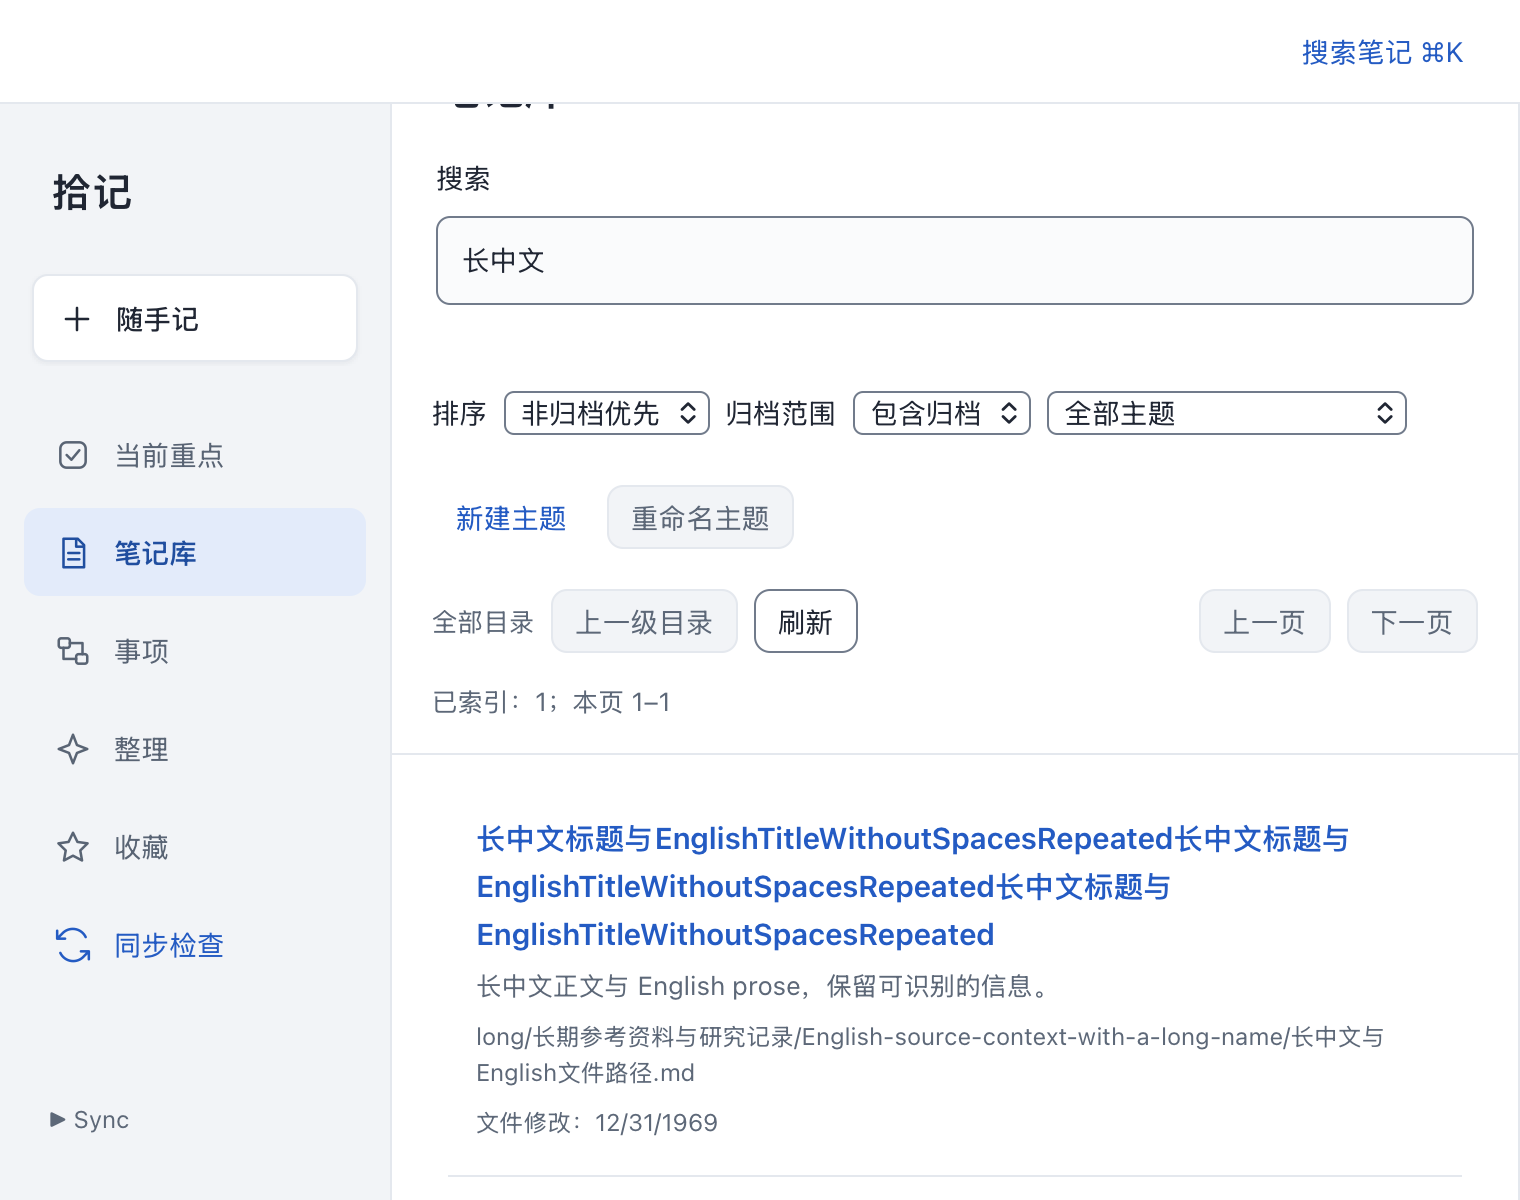 搜索笔记 ⌘K
拾记
随手记
当前重点
笔记库
事项
整理
收藏
同步检查
Sync
搜索
长中文
排序 非归档优先 归档范围 包含归档 全部主题
新建主题 重命名主题
全部目录 上一级目录 刷新 上一页 下一页
已索引：1；本页 1–1
长中文标题与EnglishTitleWithoutSpacesRepeated长中文标题与
EnglishTitleWithoutSpacesRepeated长中文标题与
EnglishTitleWithoutSpacesRepeated
长中文正文与 English prose，保留可识别的信息。
long/长期参考资料与研究记录/English-source-context-with-a-long-name/长中文与
English文件路径.md
文件修改：12/31/1969